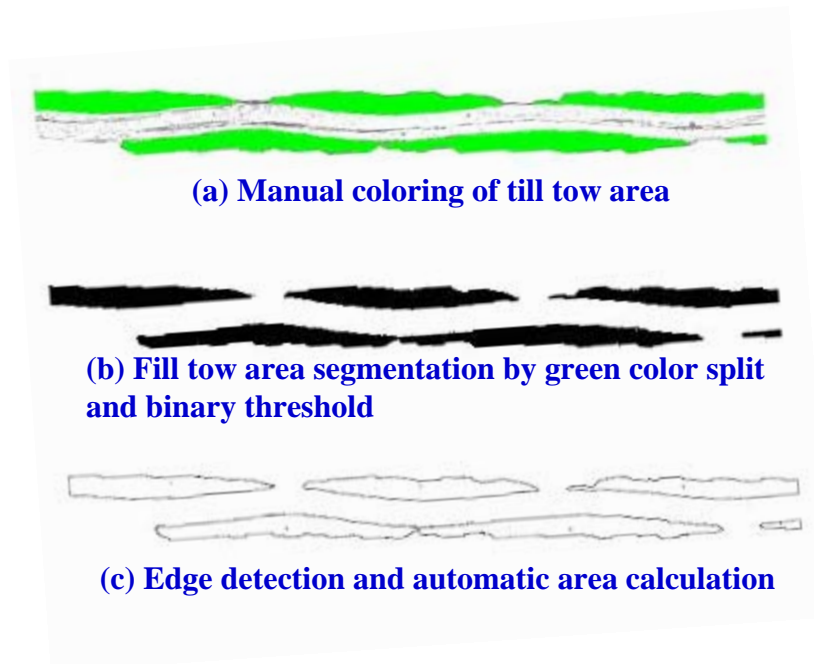 (a) Manual coloring of till tow area
(b) Fill tow area segmentation by green color split
and binary threshold
(c) Edge detection and automatic area calculation